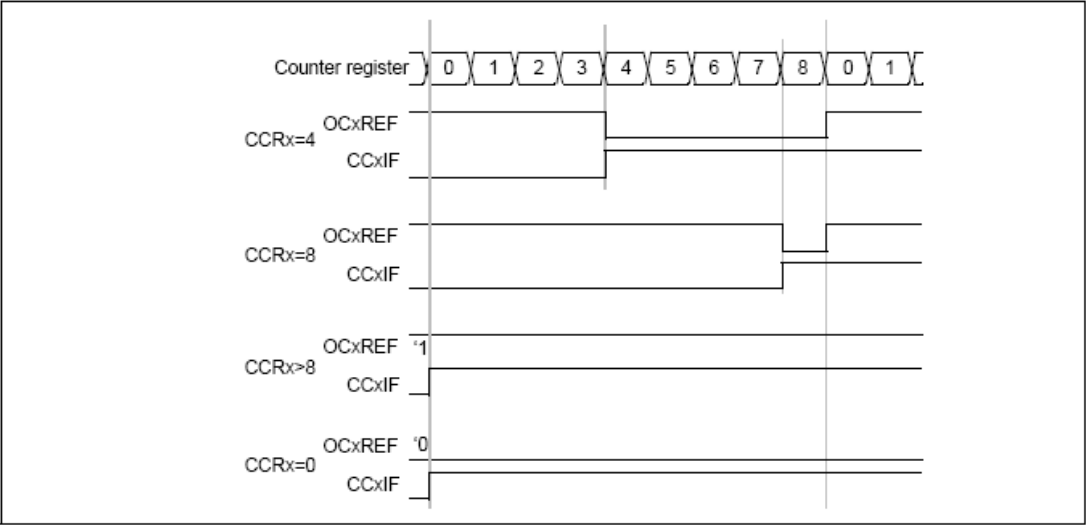 Counter register 0 1 2 3 4 5 6 7 8 0 1
OCxREF
CCRx=4
CCxIF
OCxREF
CCRx=8
CCxIF
OCxREF ‘1
CCRx>8
CCxIF
OCxREF ‘0
CCRx=0
CCxIF